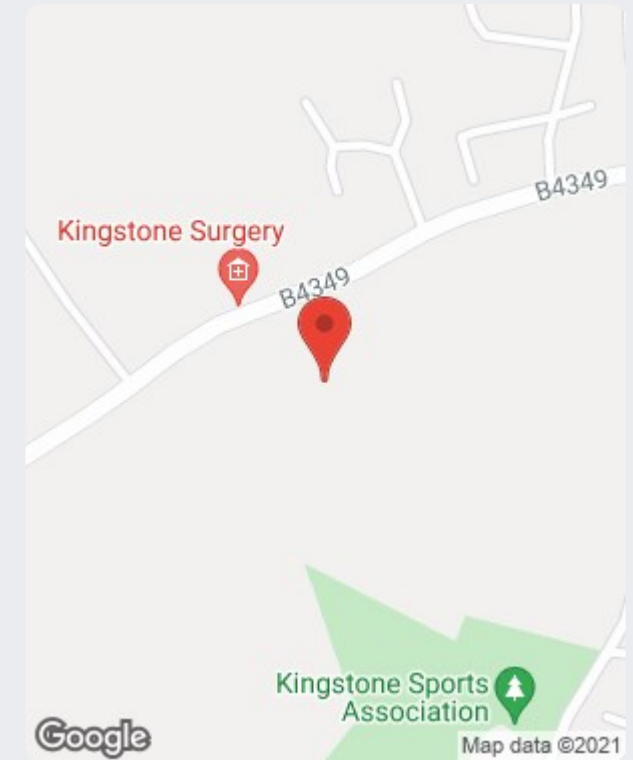 B4349
Kingstone Surgery
B4349
Kingstone Sports
Association
Google
Map data ©2021